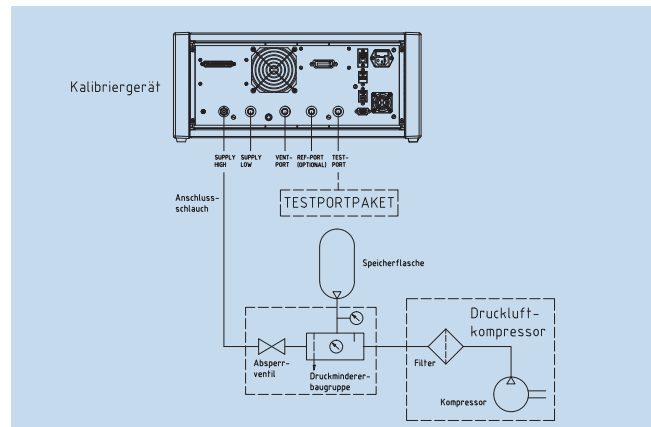 Kalibriergerät
SUPPLY HIGH
SUPPLY LOW
VENT-PORT
REF-PORT (OPTIONAL)
TEST-PORT
Anschluss-
schlauch
TESTPORTPAKET
Speicherflasche
Druckluft-
kompressor
Absperr-
ventil
Druckminderer-
baugruppe
Filter
Kompressor